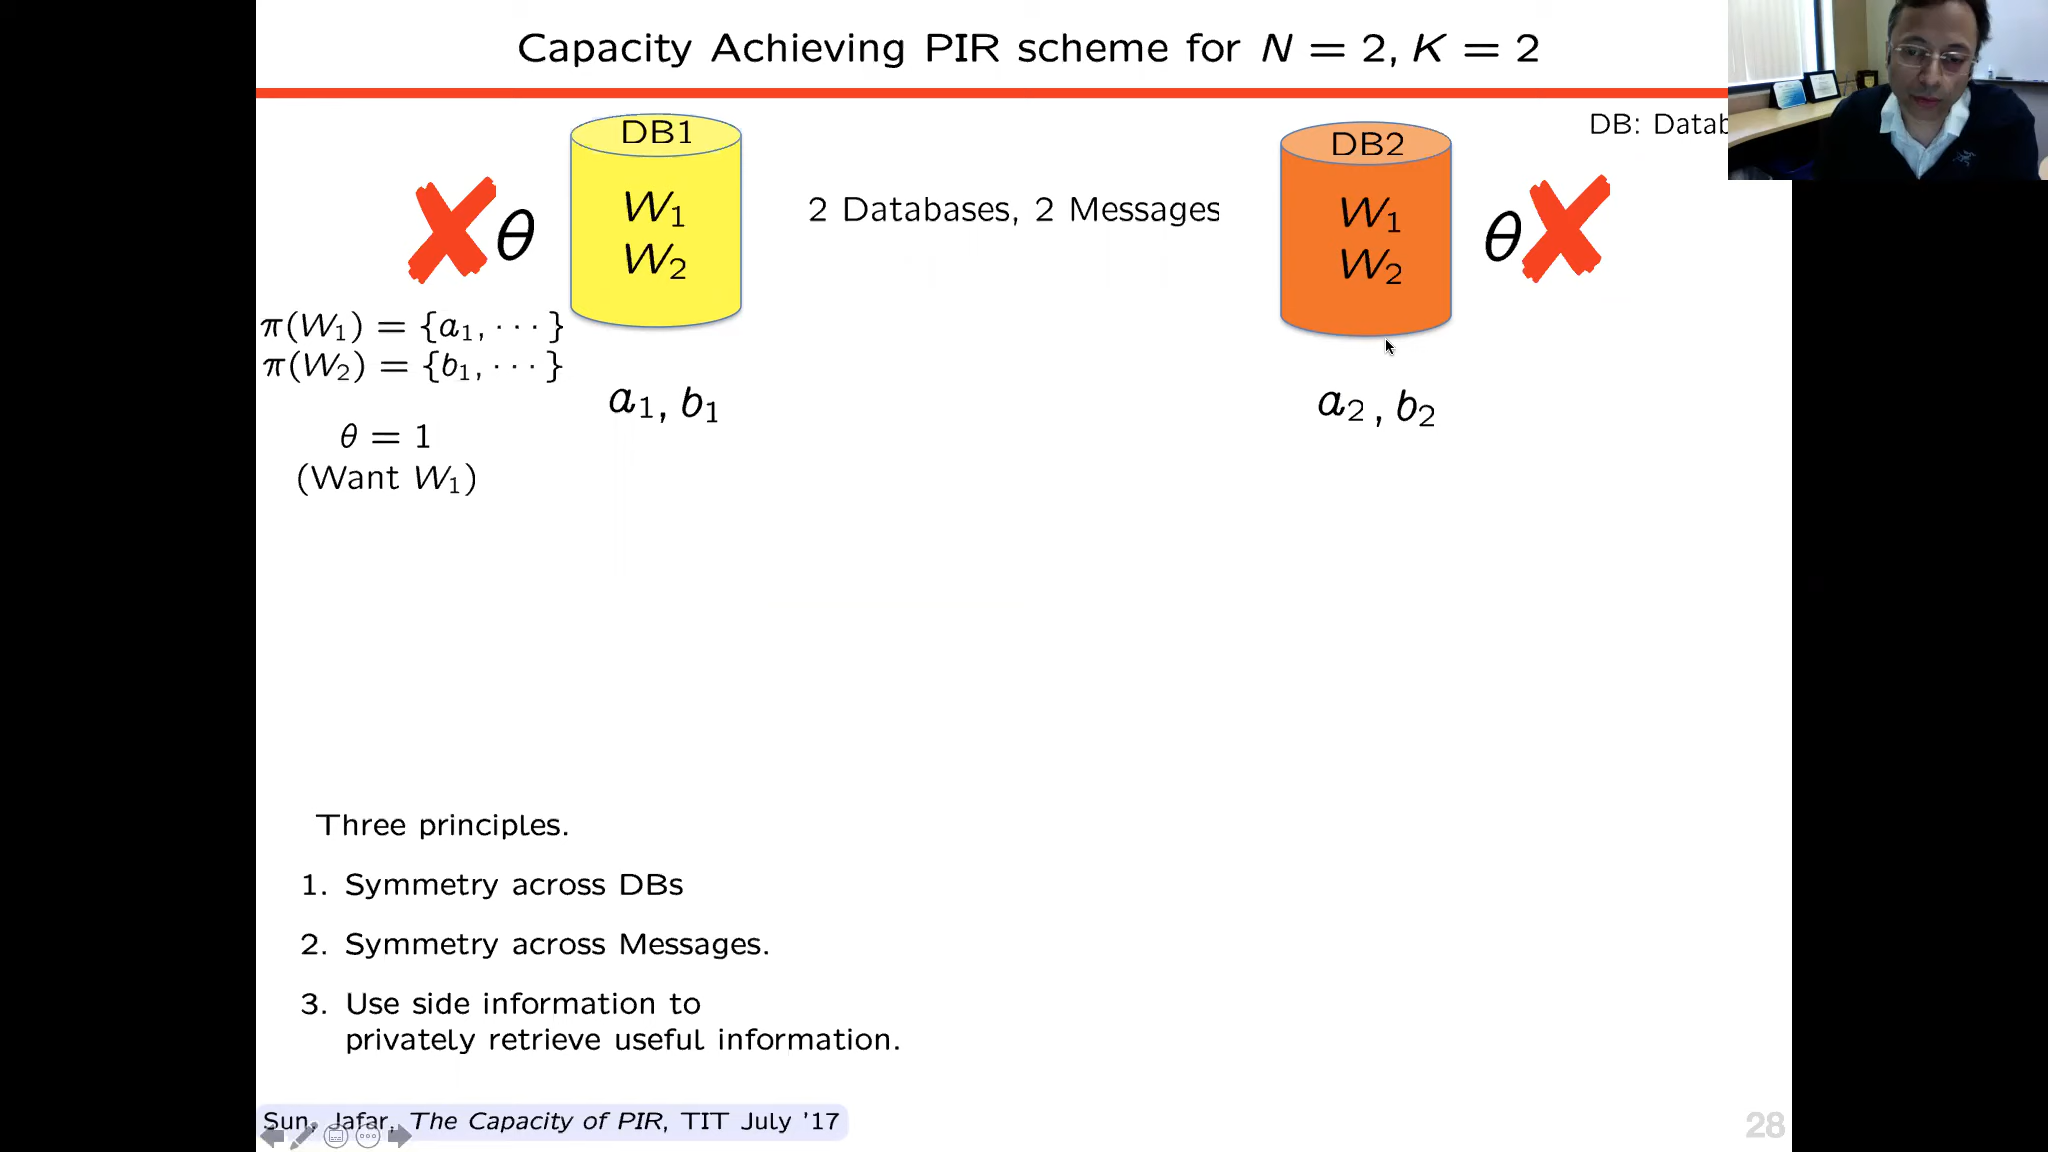 Capacity Achieving PIR scheme for N = 2, K = 2
DB: Datab
DB1
W₁
W₂
2 Databases, 2 Messages
DB2
W₁
W₂
θ
θ
π(W₁) = {a₁, ···}
π(W₂) = {b₁, ···}
a₁, b₁
a₂, b₂
θ = 1
(Want W₁)
Three principles.
1. Symmetry across DBs
2. Symmetry across Messages.
3. Use side information to
privately retrieve useful information.
Sun, Jafar, The Capacity of PIR, TIT July '17
28